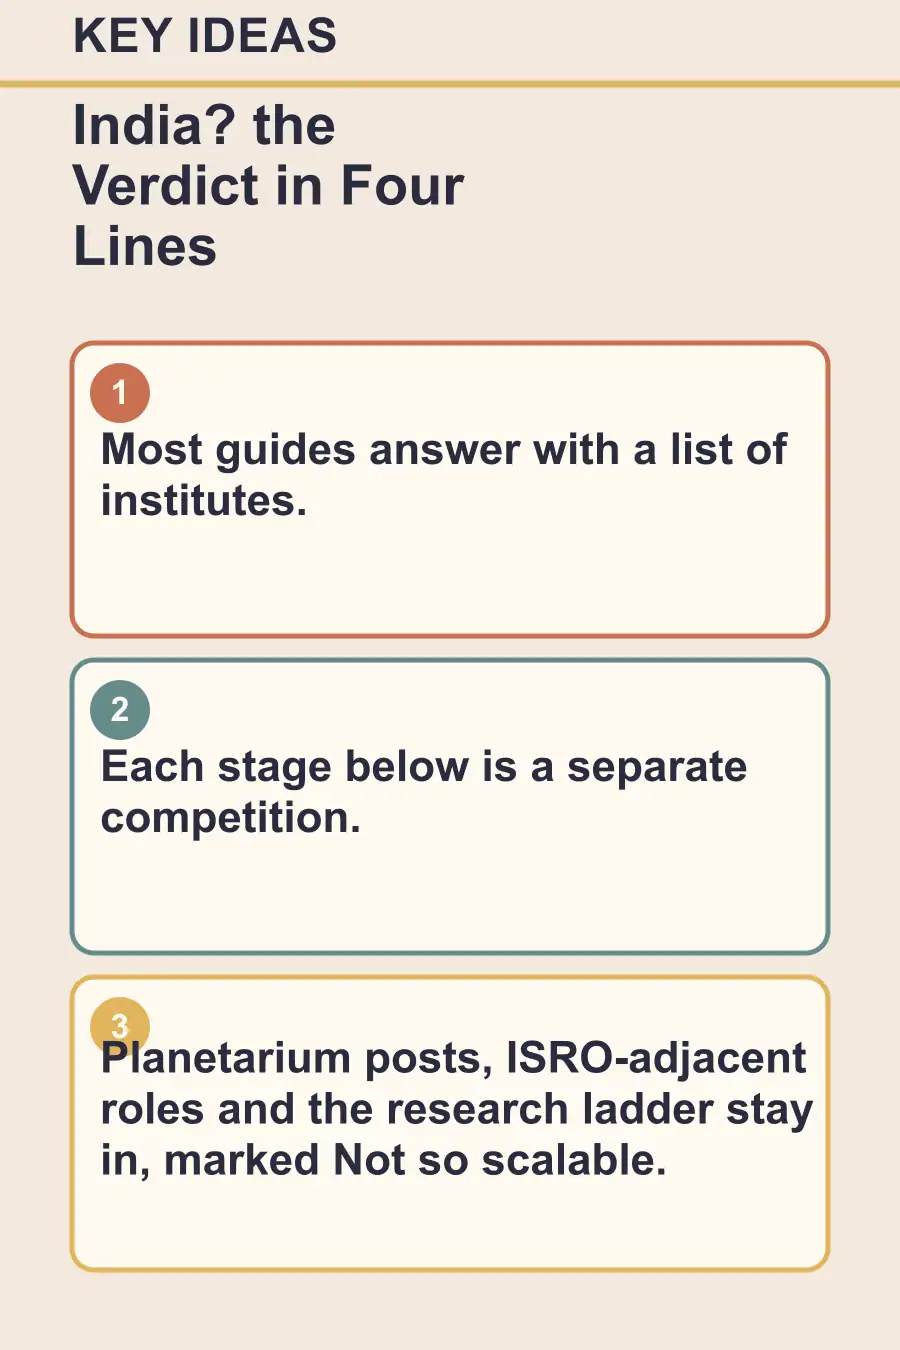 KEY IDEAS
India? the
Verdict in Four
Lines
1
Most guides answer with a list of
institutes.
2
Each stage below is a separate
competition.
3
Planetarium posts, ISRO-adjacent
roles and the research ladder stay
in, marked Not so scalable.